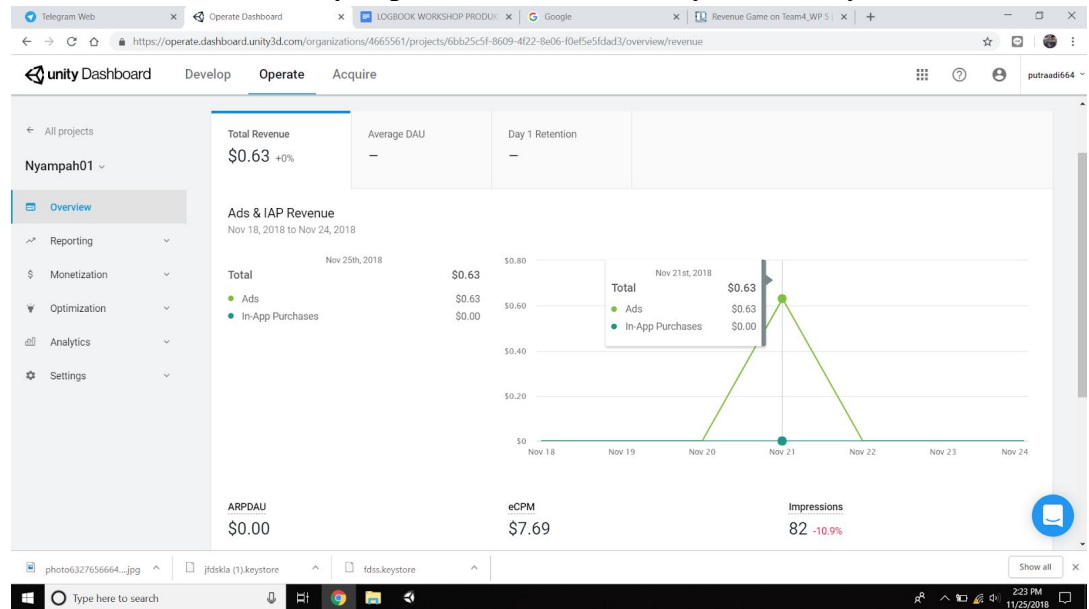 Telegram Web
Operate Dashboard
LOGBOOK WORKSHOP PRODUK
Google
Revenue Game on Team4_WP 5 |
https://operate.dashboard.unity3d.com/organizations/4665561/projects/6bb25c5f-8609-4f22-8e06-f0ef5e5fdad3/overview/revenue
unity Dashboard
Develop
Operate
Acquire
putraadi664
All projects
Nyampah01
Overview
Reporting
Monetization
Optimization
Analytics
Settings
Total Revenue
$0.63 +0%
Average DAU
–
Day 1 Retention
–
Ads & IAP Revenue
Nov 18, 2018 to Nov 24, 2018
Nov 25th, 2018
Total $0.63
Ads $0.63
In-App Purchases $0.00
$0.80
$0.60
$0.40
$0.20
$0
Nov 21st, 2018
Total $0.63
Ads $0.63
In-App Purchases $0.00
Nov 18 Nov 19 Nov 20 Nov 21 Nov 22 Nov 23 Nov 24
ARPDAU
$0.00
eCPM
$7.69
Impressions
82 -10.9%
photo6327656664....jpg
jfdskla (1).keystore
fdss.keystore
Show all
Type here to search
2:23 PM
11/25/2018